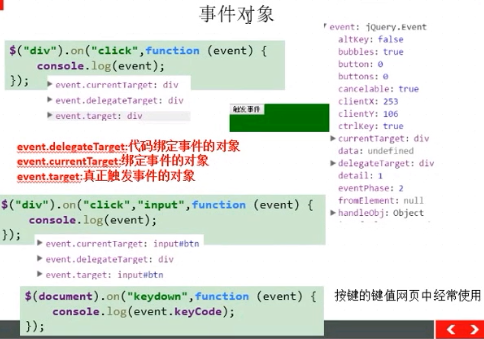 事件对象
$("div").on("click",function (event) {
console.log(event);
});
event.currentTarget: div
event.delegateTarget: div
event.target: div
触发事件
event.delegateTarget:代码绑定事件的对象
event.currentTarget:绑定事件的对象
event.target:真正触发事件的对象
$("div").on("click","input",function (event) {
console.log(event);
});
event.currentTarget: input#btn
event.delegateTarget: div
event.target: input#btn
$(document).on("keydown",function (event) {
console.log(event.keyCode);
});
event: jQuery.Event
altKey: false
bubbles: true
button: 0
buttons: 0
cancelable: true
clientX: 253
clientY: 106
ctrlKey: true
currentTarget: div
data: undefined
delegateTarget: div
detail: 1
eventPhase: 2
fromElement: null
handleObj: Object
按键的键值网页中经常使用